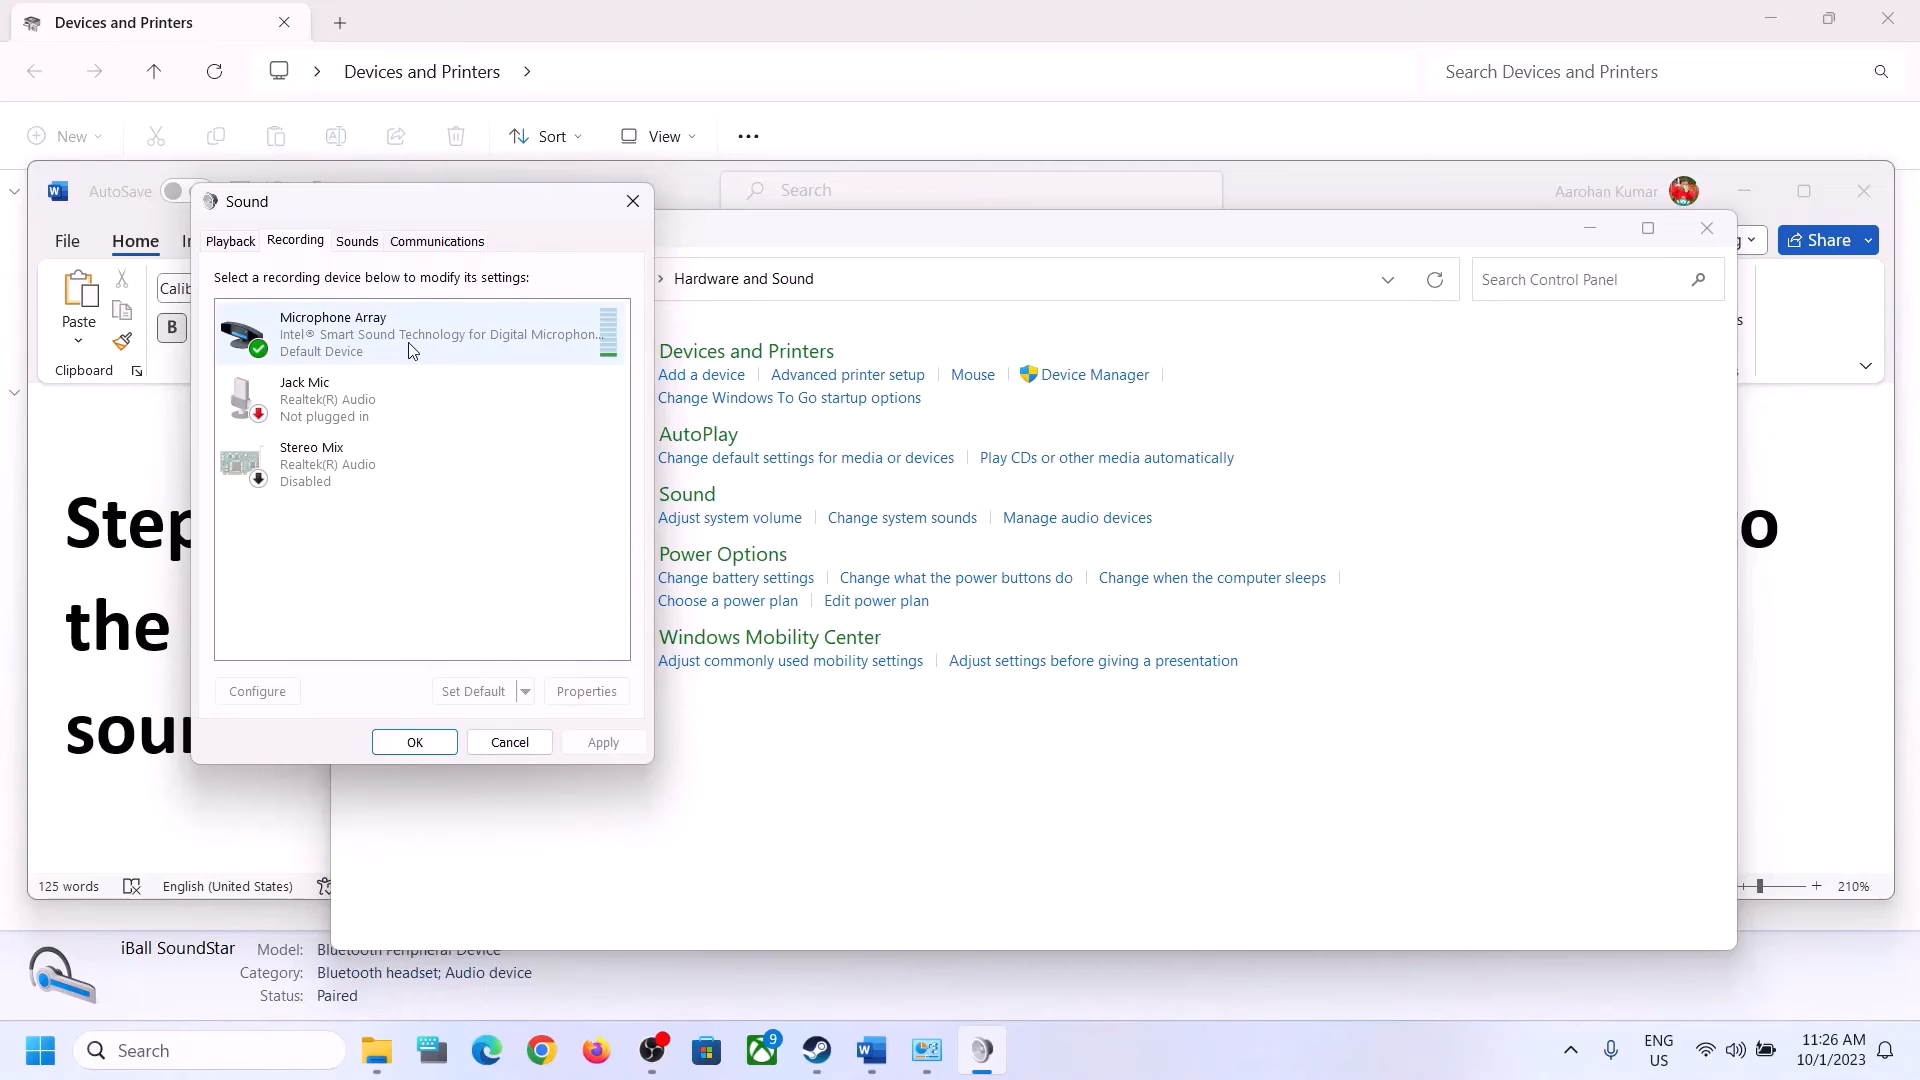 Devices and Printers
Devices and Printers
Search Devices and Printers
New
Sort
View
AutoSave
Search
Aarohan Kumar
File
Home
Share
Paste
Calib
B
Clipboard
Sound
Playback
Recording
Sounds
Communications
Select a recording device below to modify its settings:
Microphone Array
Intel® Smart Sound Technology for Digital Microphon...
Default Device
Jack Mic
Realtek(R) Audio
Not plugged in
Stereo Mix
Realtek(R) Audio
Disabled
Configure
Set Default
Properties
OK
Cancel
Apply
Hardware and Sound
Search Control Panel
Devices and Printers
Add a device
Advanced printer setup
Mouse
Device Manager
Change Windows To Go startup options
AutoPlay
Change default settings for media or devices
Play CDs or other media automatically
Sound
Adjust system volume
Change system sounds
Manage audio devices
Power Options
Change battery settings
Change what the power buttons do
Change when the computer sleeps
Choose a power plan
Edit power plan
Windows Mobility Center
Adjust commonly used mobility settings
Adjust settings before giving a presentation
Step
o
the
soun
125 words
English (United States)
210%
iBall SoundStar
Model: Bluetooth Peripheral Device
Category: Bluetooth headset; Audio device
Status: Paired
Search
9
ENG
US
11:26 AM
10/1/2023